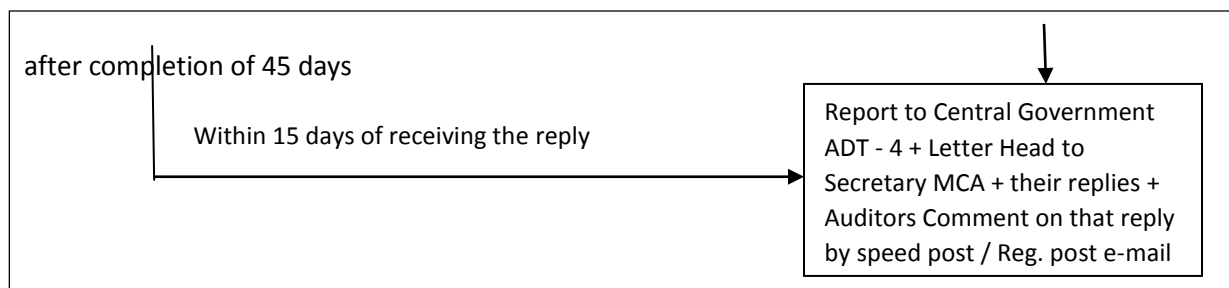 after completion of 45 days
Within 15 days of receiving the reply
Report to Central Government
ADT - 4 + Letter Head to
Secretary MCA + their replies +
Auditors Comment on that reply
by speed post / Reg. post e-mail